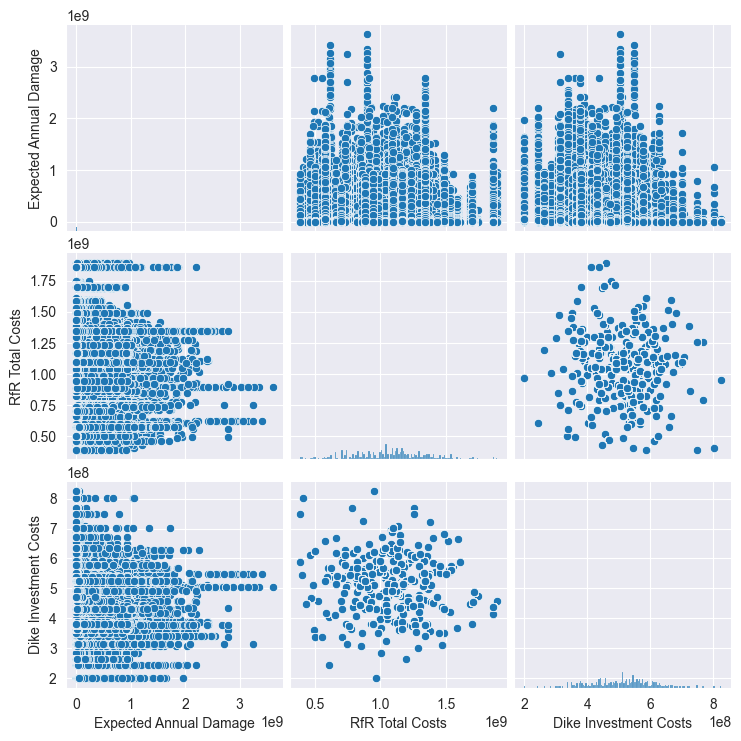 1e9
Expected Annual Damage
3
2
1
0
1e9
RfR Total Costs
1.75
1.50
1.25
1.00
0.75
0.50
1e8
Dike Investment Costs
8
7
6
5
4
3
2
0 1 2 3
0.5 1.0 1.5
2 4 6 8
Expected Annual Damage 1e9
RfR Total Costs 1e9
Dike Investment Costs 1e8